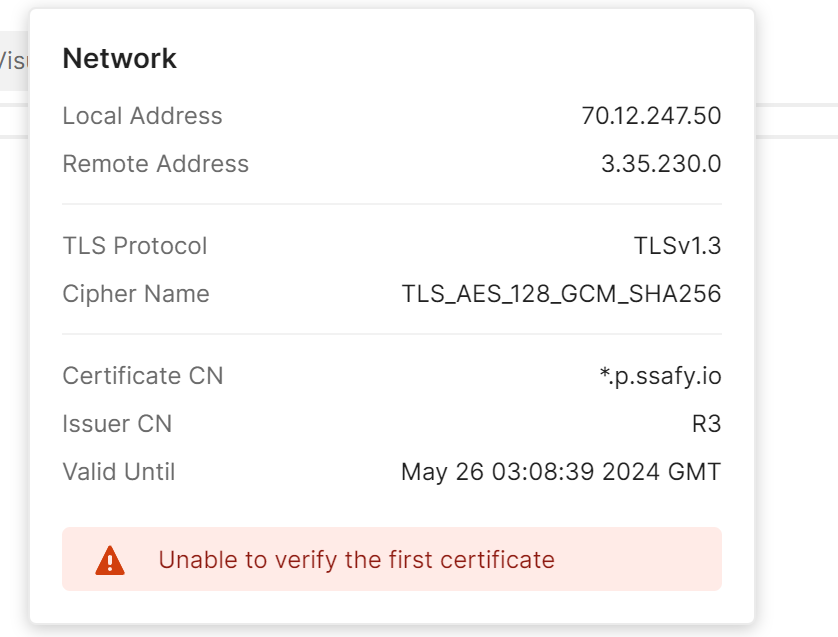 Network
Local Address 70.12.247.50
Remote Address 3.35.230.0
TLS Protocol TLSv1.3
Cipher Name TLS_AES_128_GCM_SHA256
Certificate CN *.p.ssafy.io
Issuer CN R3
Valid Until May 26 03:08:39 2024 GMT
Unable to verify the first certificate